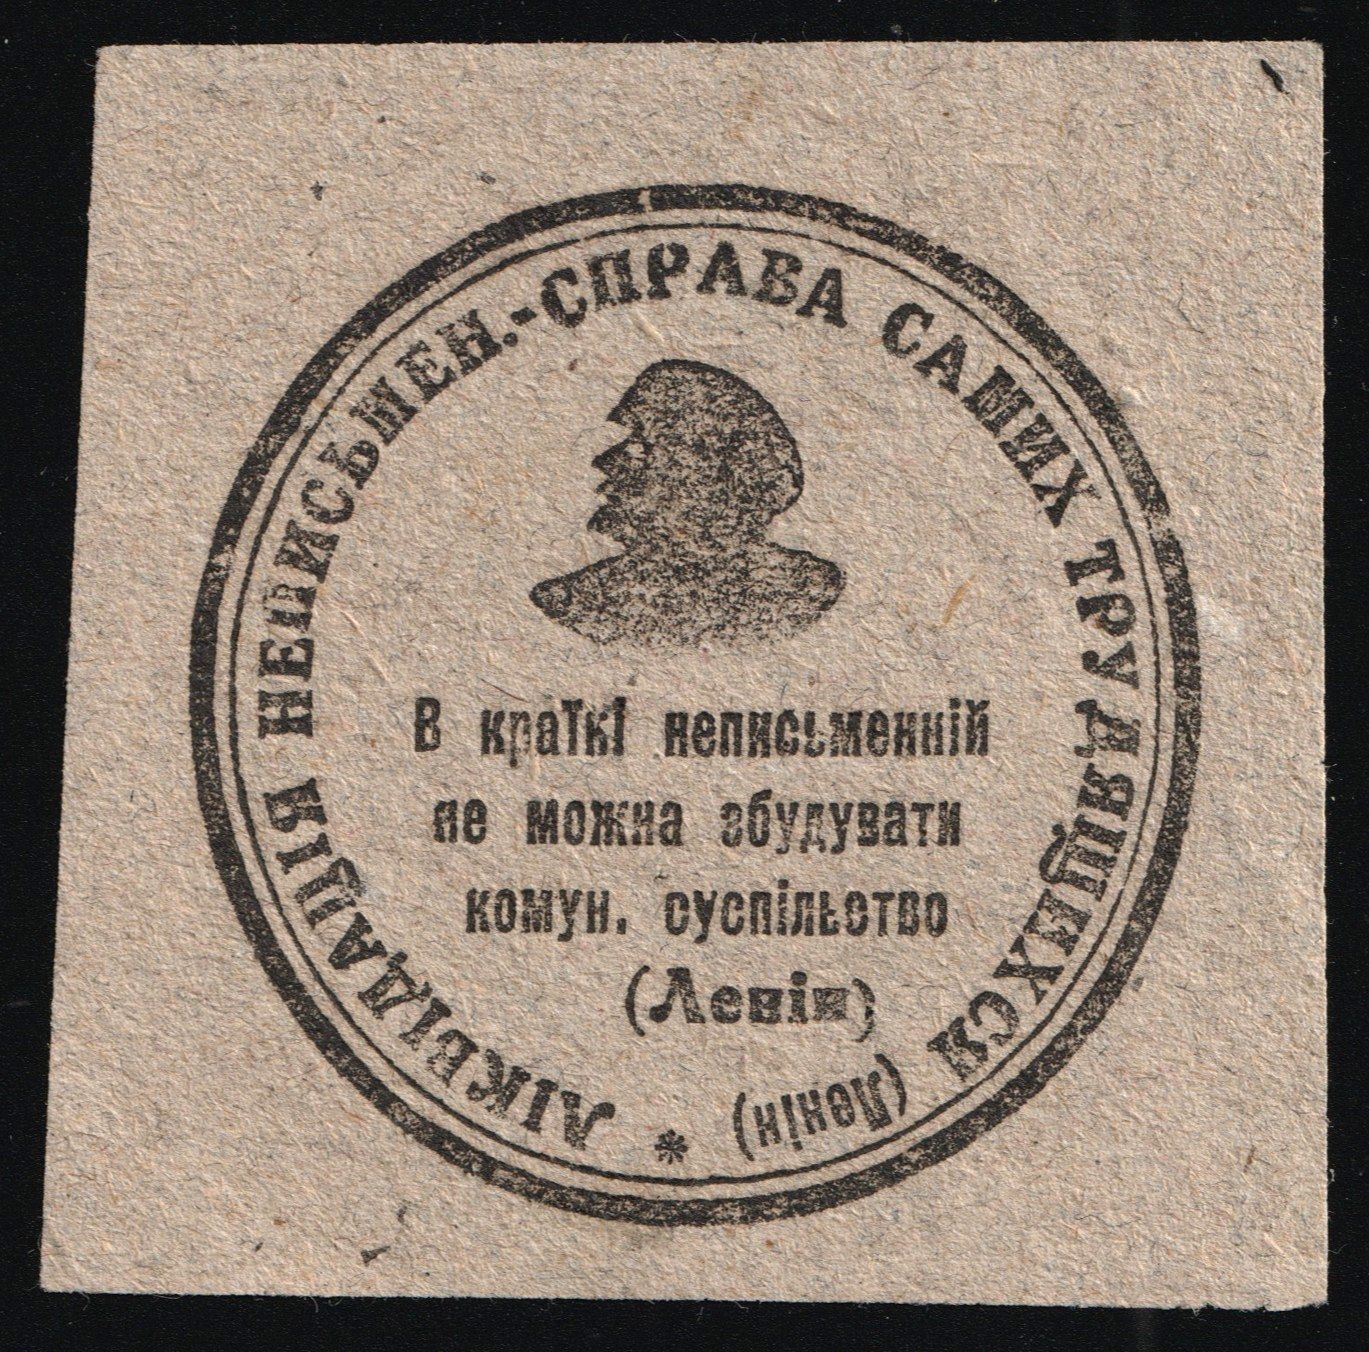 ЛІКВІДАЦІЯ НЕПИСЬМЕН.-СПРАВА САМИХ ТРУДЯЩИХСЯ (Ленін) *
В краТкІ неписьменній
не можна збудувати
комун. суспільство
(Ленін)